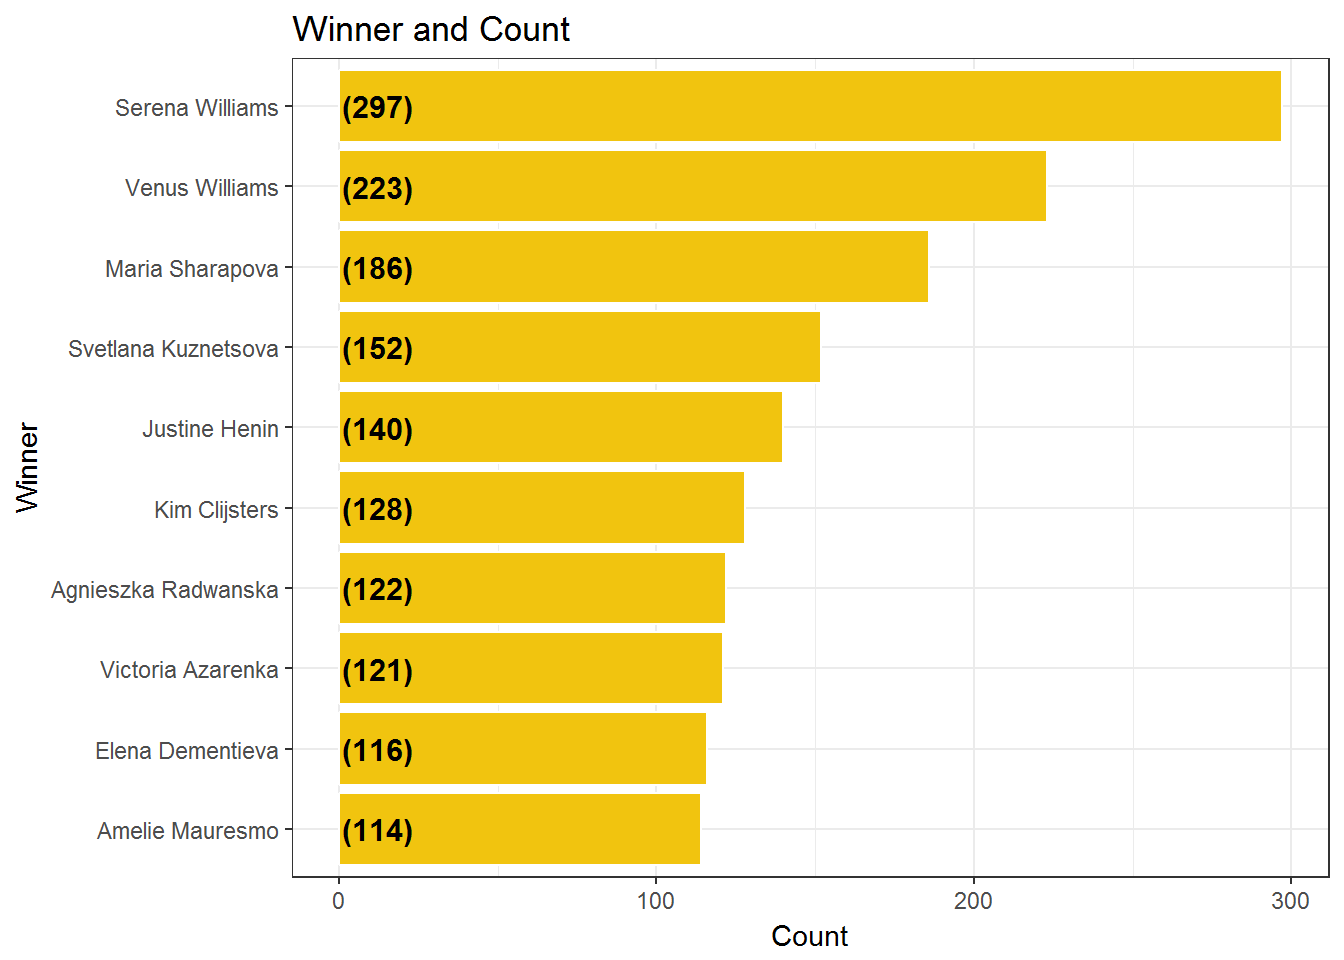 Winner and Count
Winner
Serena Williams (297)
Venus Williams (223)
Maria Sharapova (186)
Svetlana Kuznetsova (152)
Justine Henin (140)
Kim Clijsters (128)
Agnieszka Radwanska (122)
Victoria Azarenka (121)
Elena Dementieva (116)
Amelie Mauresmo (114)
0 100 200 300
Count